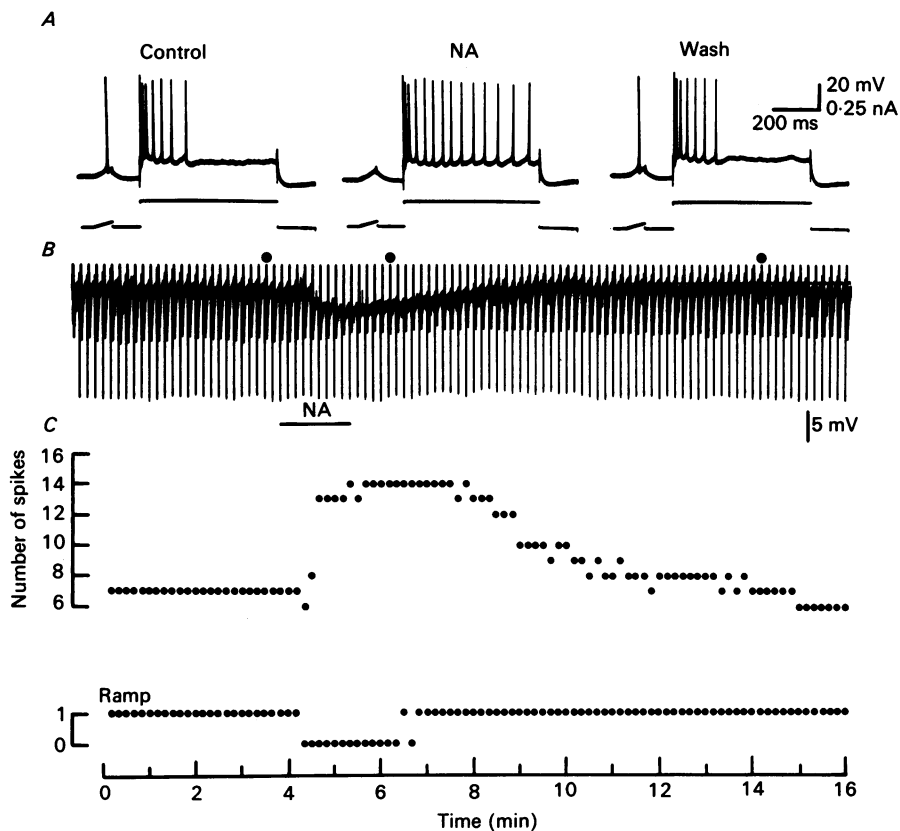 A
Control
NA
Wash
20 mV
0·25 nA
200 ms
B
NA
5 mV
C
Number of spikes
16
14
12
10
8
6
Ramp
1
0
0 2 4 6 8 10 12 14 16
Time (min)